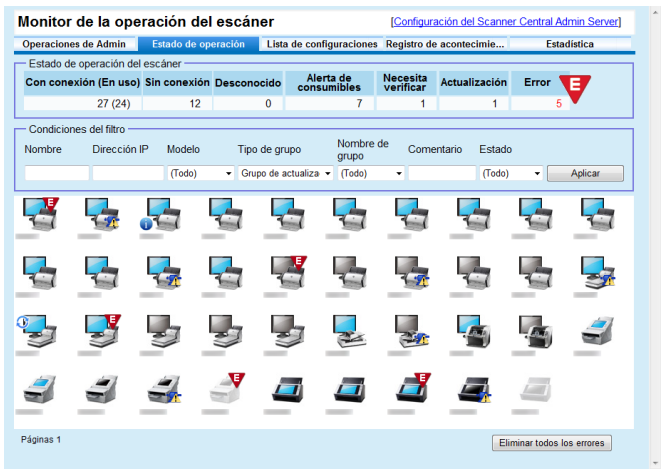 Monitor de la operación del escáner
[Configuración del Scanner Central Admin Server]
Operaciones de Admin Estado de operación Lista de configuraciones Registro de acontecimie... Estadística
Estado de operación del escáner
Con conexión (En uso) Sin conexión Desconocido Alerta de consumibles Necesita verificar Actualización Error
27 (24) 12 0 7 1 1 5
E
Condiciones del filtro
Nombre Dirección IP Modelo Tipo de grupo Nombre de grupo Comentario Estado
(Todo) Grupo de actualiza (Todo) (Todo) Aplicar
E
E
E
E
E
Páginas 1
Eliminar todos los errores